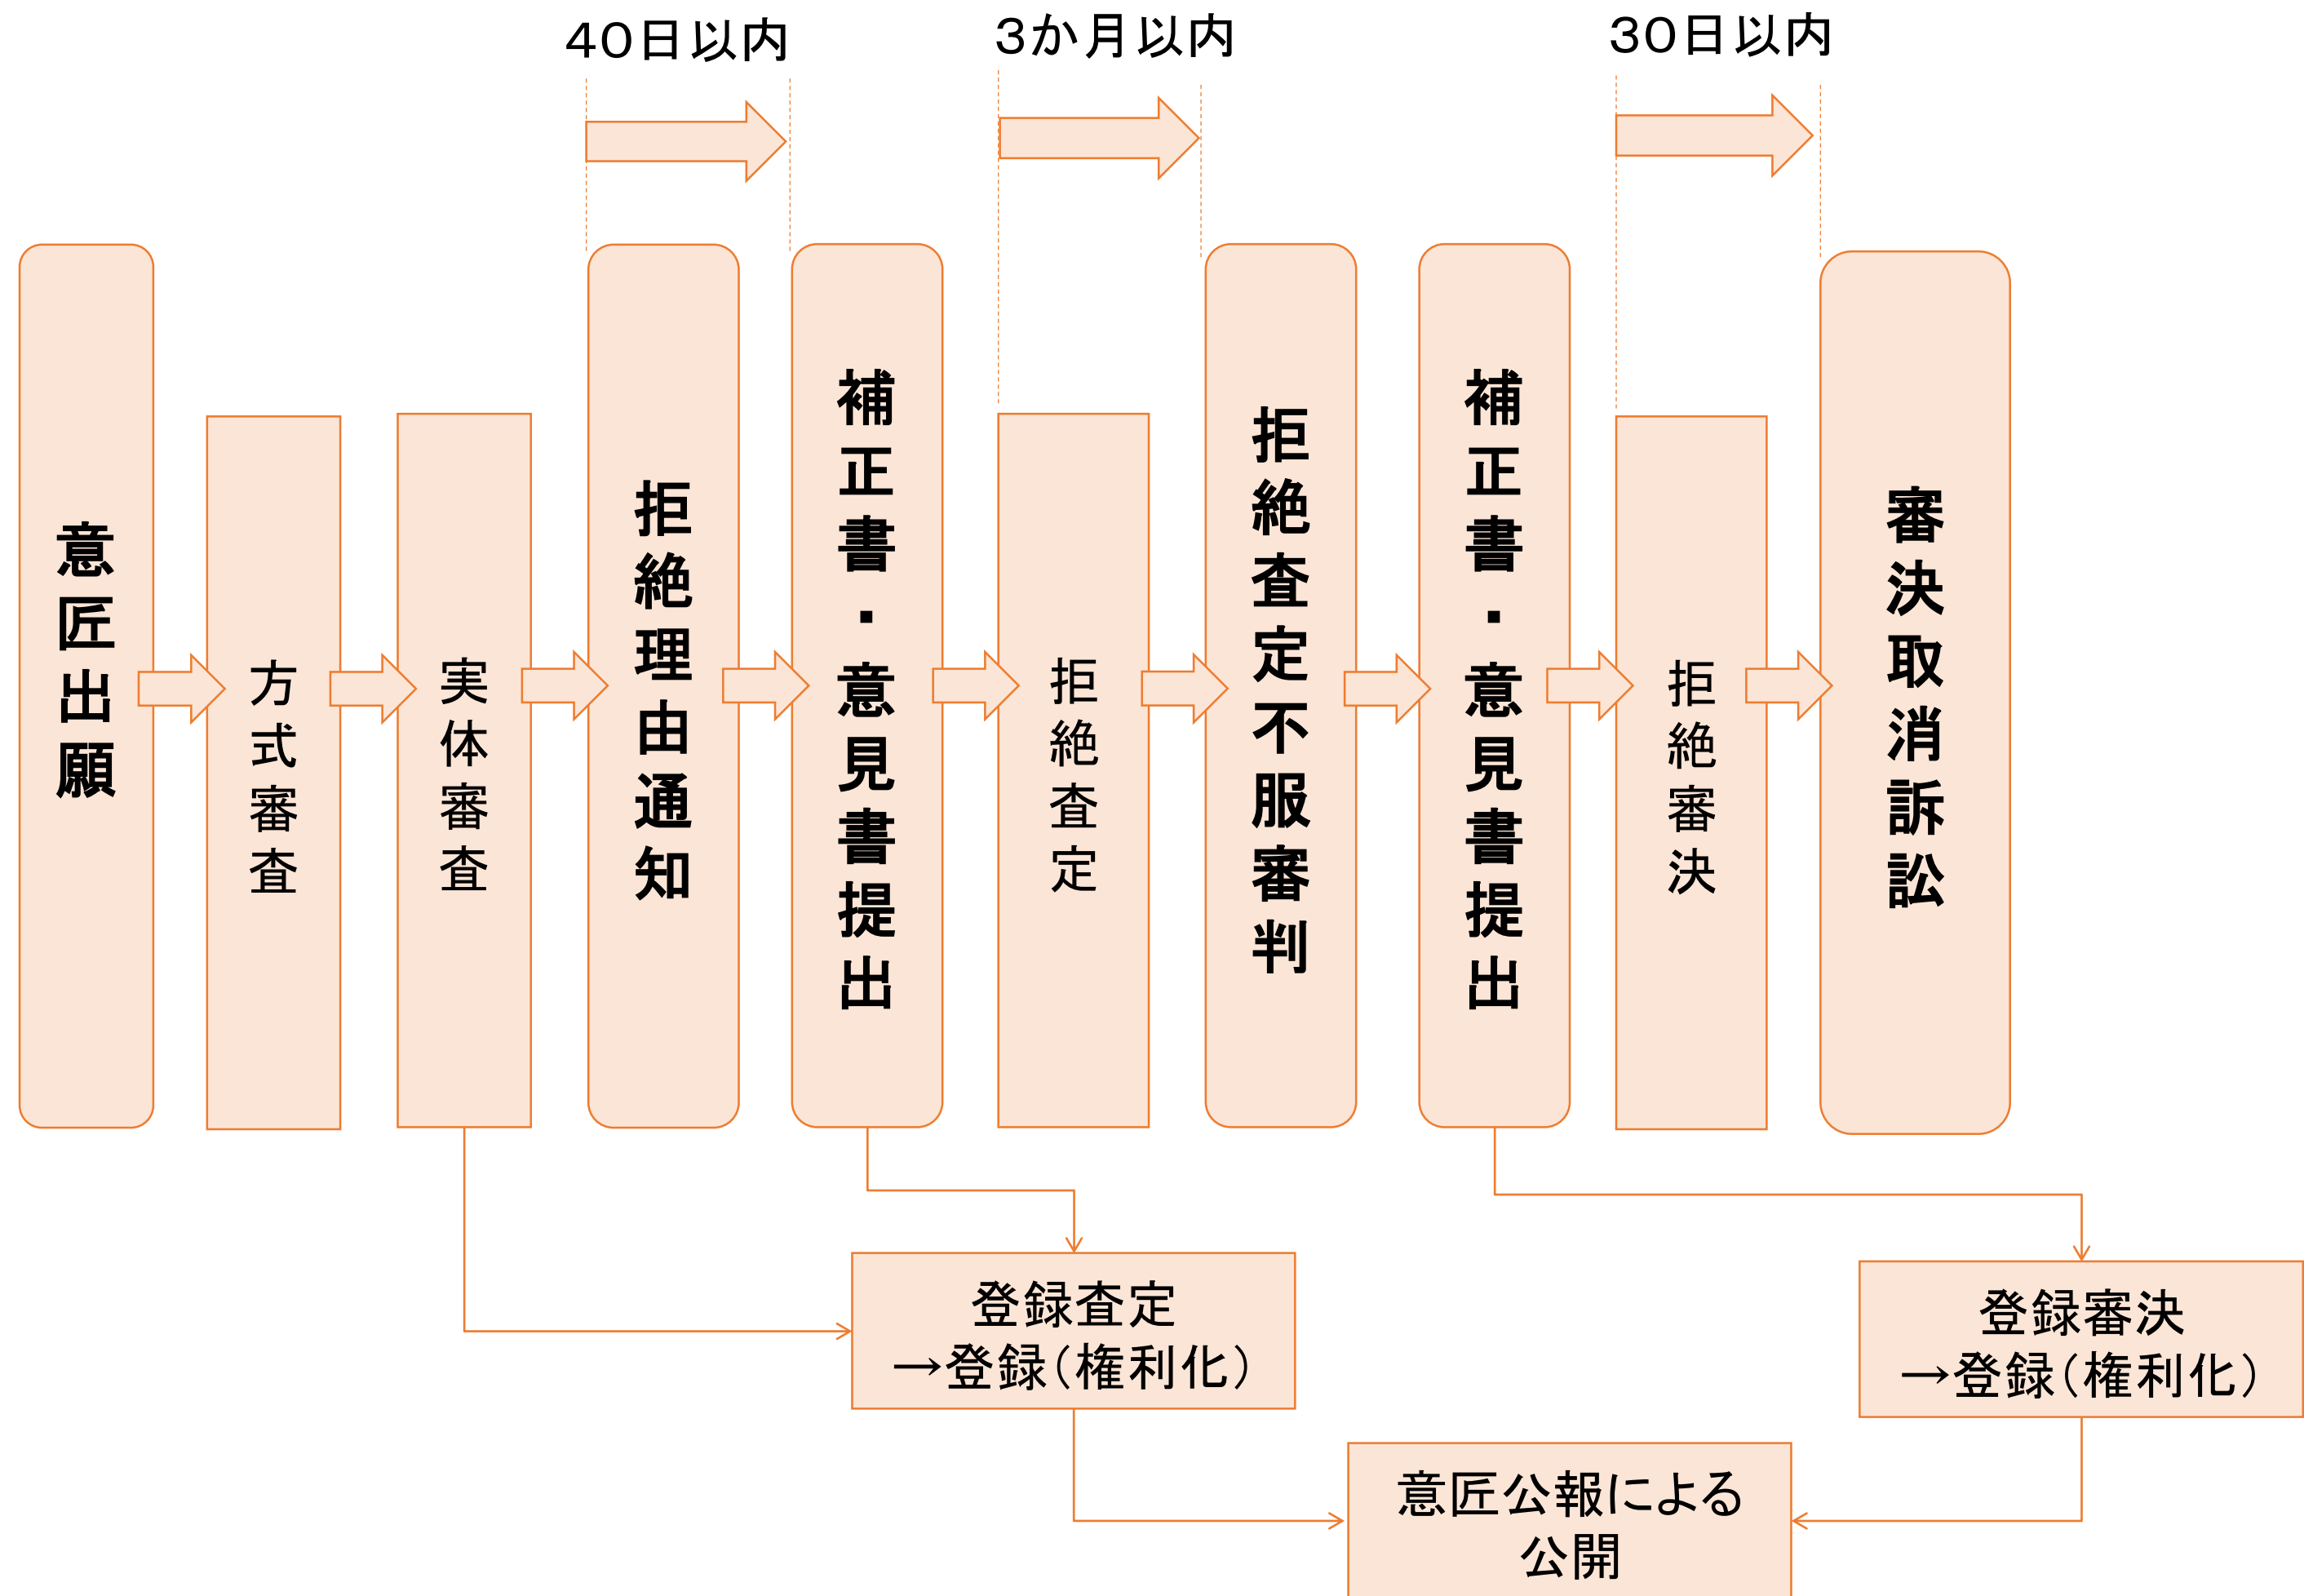 40日以内
3か月以内
30日以内
意匠出願
方式審査
実体審査
拒絶理由通知
補正書・意見書提出
拒絶査定
拒絶査定不服審判
補正書・意見書提出
拒絶審決
審決取消訴訟
登録査定
→登録（権利化）
登録審決
→登録（権利化）
意匠公報による
公開